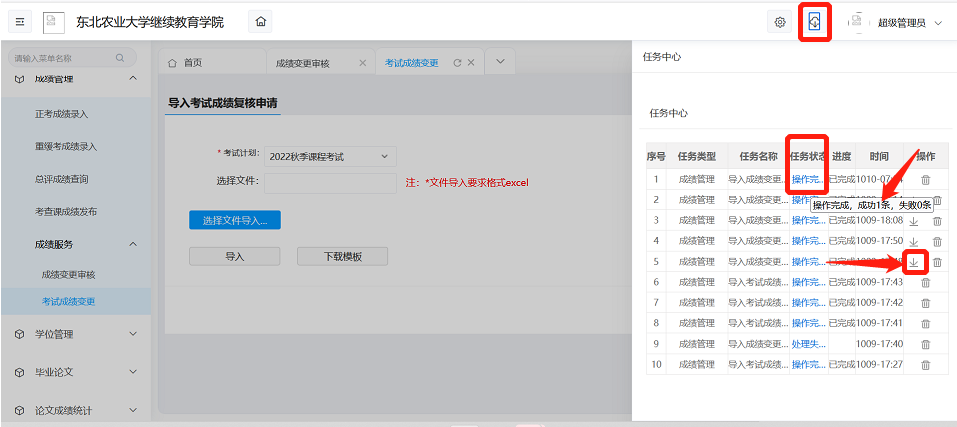 东北农业大学继续教育学院
超级管理员
请输入菜单名称
成绩管理
正考成绩录入
重缓考成绩录入
总评成绩查询
考查课成绩发布
成绩服务
成绩变更审核
考试成绩变更
学位管理
毕业论文
论文成绩统计
首页
成绩变更审核
考试成绩变更
导入考试成绩复核申请
* 考试计划：
2022秋季课程考试
选择文件：
注：*文件导入要求格式excel
选择文件导入...
导入
下载模板
任务中心
任务中心
序号 任务类型 任务名称 任务状态 进度 时间 操作
1 成绩管理 导入成绩变更... 操作完... 已完成 1010-07
2 成绩管理 导入成绩变更... 操作完...
操作完成，成功1条，失败0条
3 成绩管理 导入成绩变更... 操作完... 已完成 1009-18:08
4 成绩管理 导入成绩变更... 操作完... 已完成 1009-17:50
5 成绩管理 导入成绩变更... 操作完... 已完成
6 成绩管理 导入考试成绩... 操作完... 已完成 1009-17:43
7 成绩管理 导入考试成绩... 操作完... 已完成 1009-17:42
8 成绩管理 导入考试成绩... 操作完... 已完成 1009-17:41
9 成绩管理 导入成绩变更... 处理失... 1009-17:40
10 成绩管理 导入考试成绩... 操作完... 已完成 1009-17:27